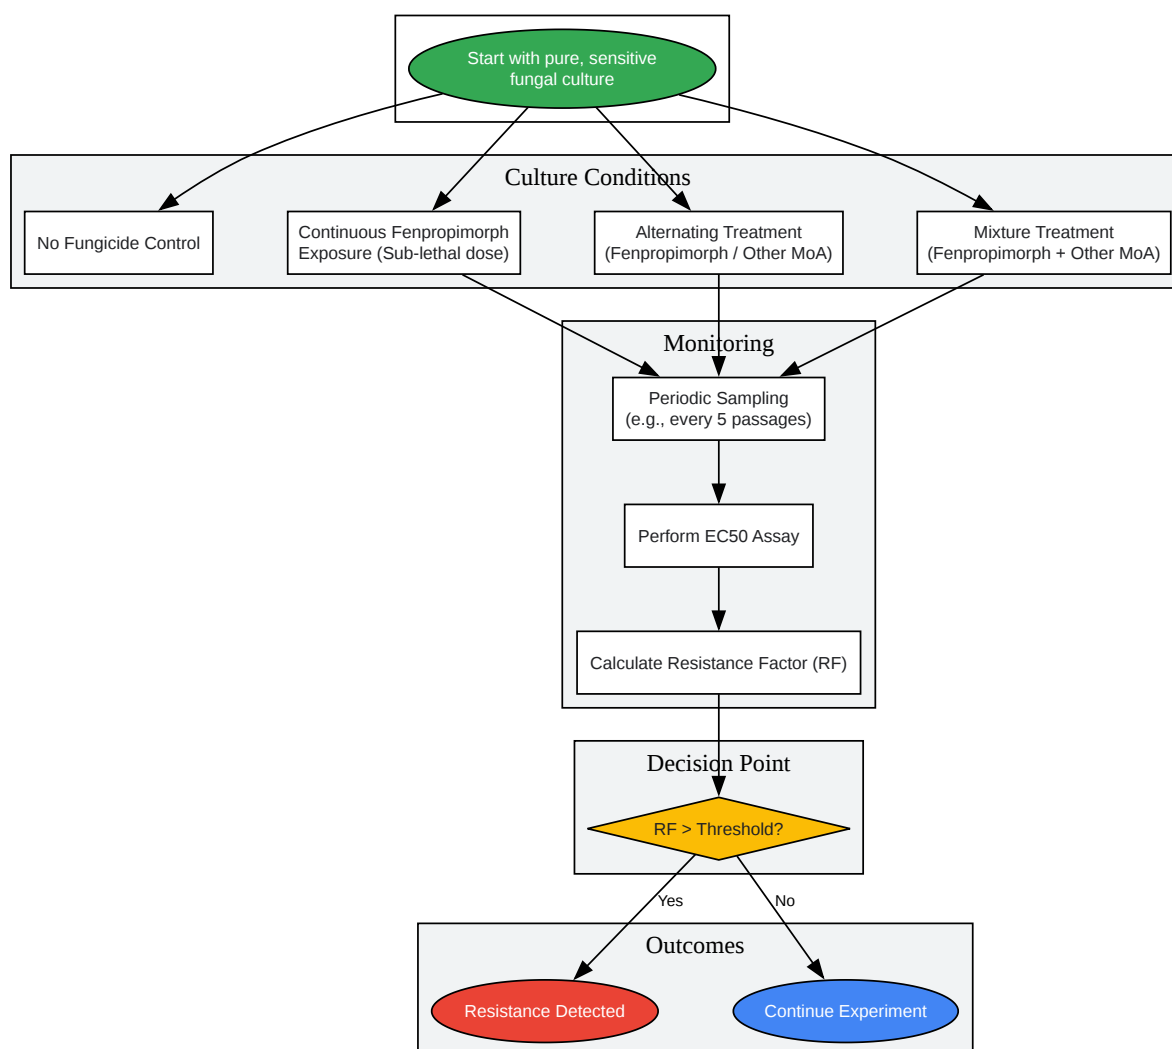 Start with pure, sensitive
fungal culture
Culture Conditions
No Fungicide Control
Continuous Fenpropimorph
Exposure (Sub-lethal dose)
Alternating Treatment
(Fenpropimorph / Other MoA)
Mixture Treatment
(Fenpropimorph + Other MoA)
Monitoring
Periodic Sampling
(e.g., every 5 passages)
Perform EC50 Assay
Calculate Resistance Factor (RF)
Decision Point
RF > Threshold?
Yes
No
Outcomes
Resistance Detected
Continue Experiment